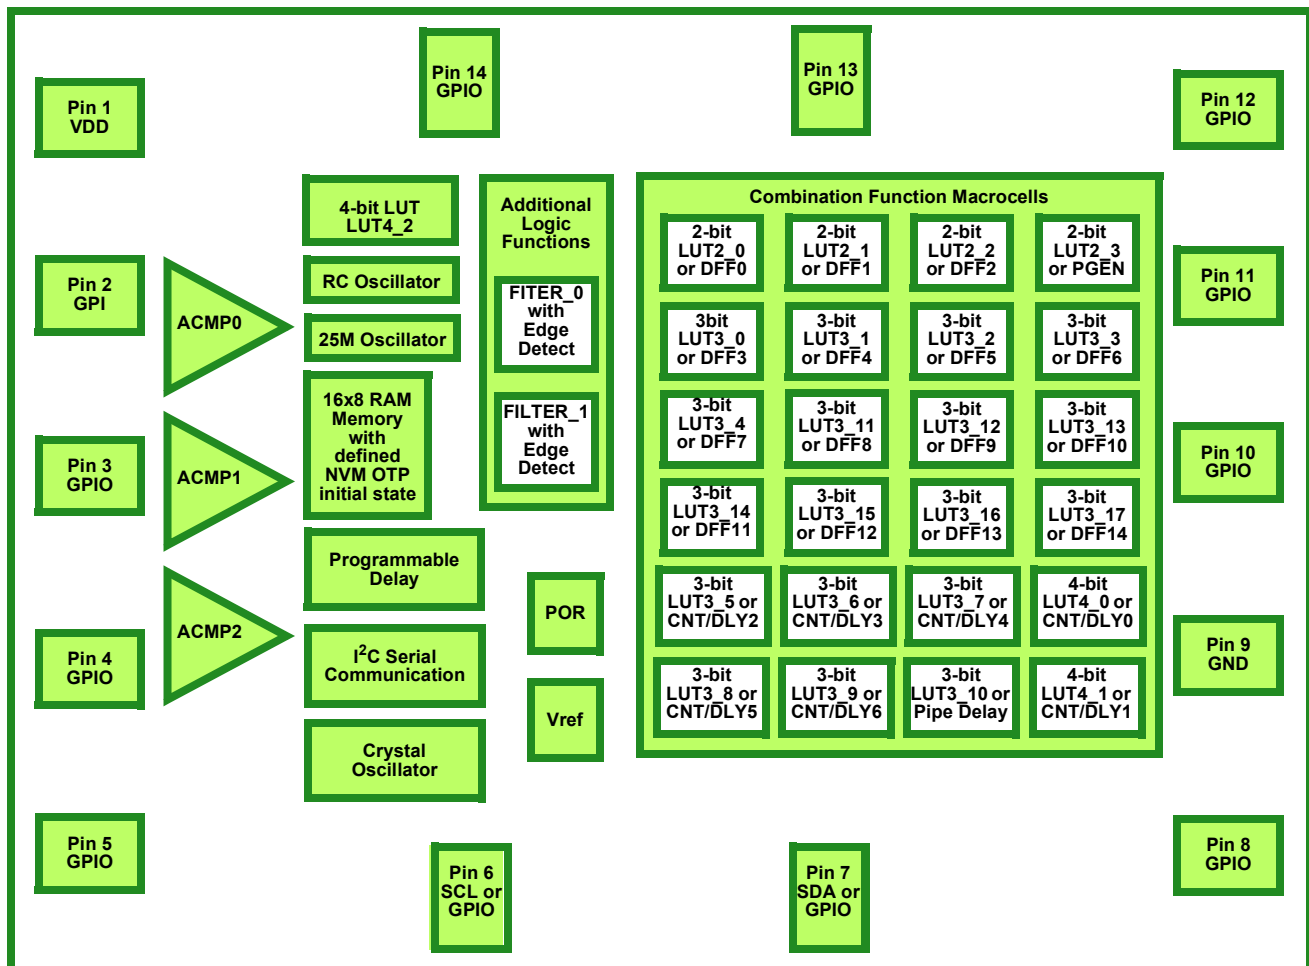 Pin 14
GPIO
Pin 13
GPIO
Pin 1
VDD
Pin 12
GPIO
4-bit LUT
LUT4_2
Additional
Logic
Functions
Combination Function Macrocells
2-bit
LUT2_0
or DFF0
2-bit
LUT2_1
or DFF1
2-bit
LUT2_2
or DFF2
2-bit
LUT2_3
or PGEN
Pin 2
GPI
ACMP0
RC Oscillator
25M Oscillator
FITER_0
with
Edge
Detect
3bit
LUT3_0
or DFF3
3-bit
LUT3_1
or DFF4
3-bit
LUT3_2
or DFF5
3-bit
LUT3_3
or DFF6
Pin 11
GPIO
16x8 RAM
Memory
with
defined
NVM OTP
initial state
FILTER_1
with
Edge
Detect
3-bit
LUT3_4
or DFF7
3-bit
LUT3_11
or DFF8
3-bit
LUT3_12
or DFF9
3-bit
LUT3_13
or DFF10
Pin 3
GPIO
ACMP1
Pin 10
GPIO
3-bit
LUT3_14
or DFF11
3-bit
LUT3_15
or DFF12
3-bit
LUT3_16
or DFF13
3-bit
LUT3_17
or DFF14
Programmable
Delay
POR
3-bit
LUT3_5 or
CNT/DLY2
3-bit
LUT3_6 or
CNT/DLY3
3-bit
LUT3_7 or
CNT/DLY4
4-bit
LUT4_0 or
CNT/DLY0
ACMP2
Pin 4
GPIO
I²C Serial
Communication
Pin 9
GND
Vref
3-bit
LUT3_8 or
CNT/DLY5
3-bit
LUT3_9 or
CNT/DLY6
3-bit
LUT3_10 or
Pipe Delay
4-bit
LUT4_1 or
CNT/DLY1
Crystal
Oscillator
Pin 5
GPIO
Pin 6
SCL or
GPIO
Pin 7
SDA or
GPIO
Pin 8
GPIO